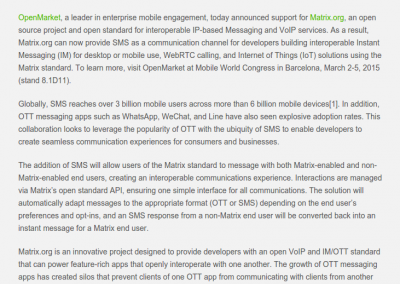 OpenMarket, a leader in enterprise mobile engagement, today announced support for Matrix.org, an open
source project and open standard for interoperable IP-based Messaging and VoIP services. As a result,
Matrix.org can now provide SMS as a communication channel for developers building interoperable Instant
Messaging (IM) for desktop or mobile use, WebRTC calling, and Internet of Things (IoT) solutions using the
Matrix standard. To learn more, visit OpenMarket at Mobile World Congress in Barcelona, March 2-5, 2015
(stand 8.1D11).
Globally, SMS reaches over 3 billion mobile users across more than 6 billion mobile devices[1]. In addition,
OTT messaging apps such as WhatsApp, WeChat, and Line have also seen explosive adoption rates. This
collaboration looks to leverage the popularity of OTT with the ubiquity of SMS to enable developers to
create seamless communication experiences for consumers and businesses.
The addition of SMS will allow users of the Matrix standard to message with both Matrix-enabled and non-
Matrix-enabled end users, creating an interoperable communications experience. Interactions are managed
via Matrix's open standard API, ensuring one simple interface for all communications. The solution will
automatically adapt messages to the appropriate format (OTT or SMS) depending on the end user's
preferences and opt-ins, and an SMS response from a non-Matrix end user will be converted back into an
instant message for a Matrix end user.
Matrix.org is an innovative project designed to provide developers with an open VoIP and IM/OTT standard
that can power feature-rich apps that openly interoperate with one another. The growth of OTT messaging
apps has created silos that prevent clients of one OTT app from communicating with clients from another